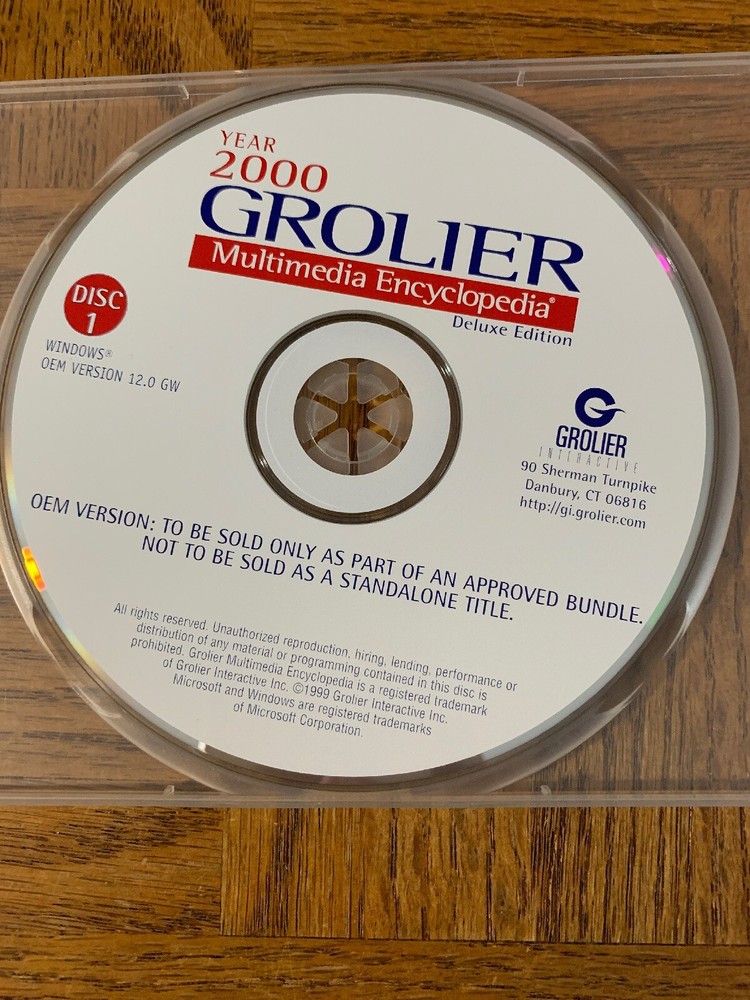 YEAR
2000
GROLIER
Multimedia Encyclopedia®
Deluxe Edition
DISC
1
WINDOWS®
OEM VERSION 12.0 GW
GROLIER
INTERACTIVE
90 Sherman Turnpike
Danbury, CT 06816
http://gi.grolier.com
OEM VERSION: TO BE SOLD ONLY AS PART OF AN APPROVED BUNDLE.
NOT TO BE SOLD AS A STANDALONE TITLE.
All rights reserved. Unauthorized reproduction, hiring, lending, performance or
distribution of any material or programming contained in this disc is
prohibited. Grolier Multimedia Encyclopedia is a registered trademark
of Grolier Interactive Inc. ©1999 Grolier Interactive Inc.
Microsoft and Windows are registered trademarks
of Microsoft Corporation.